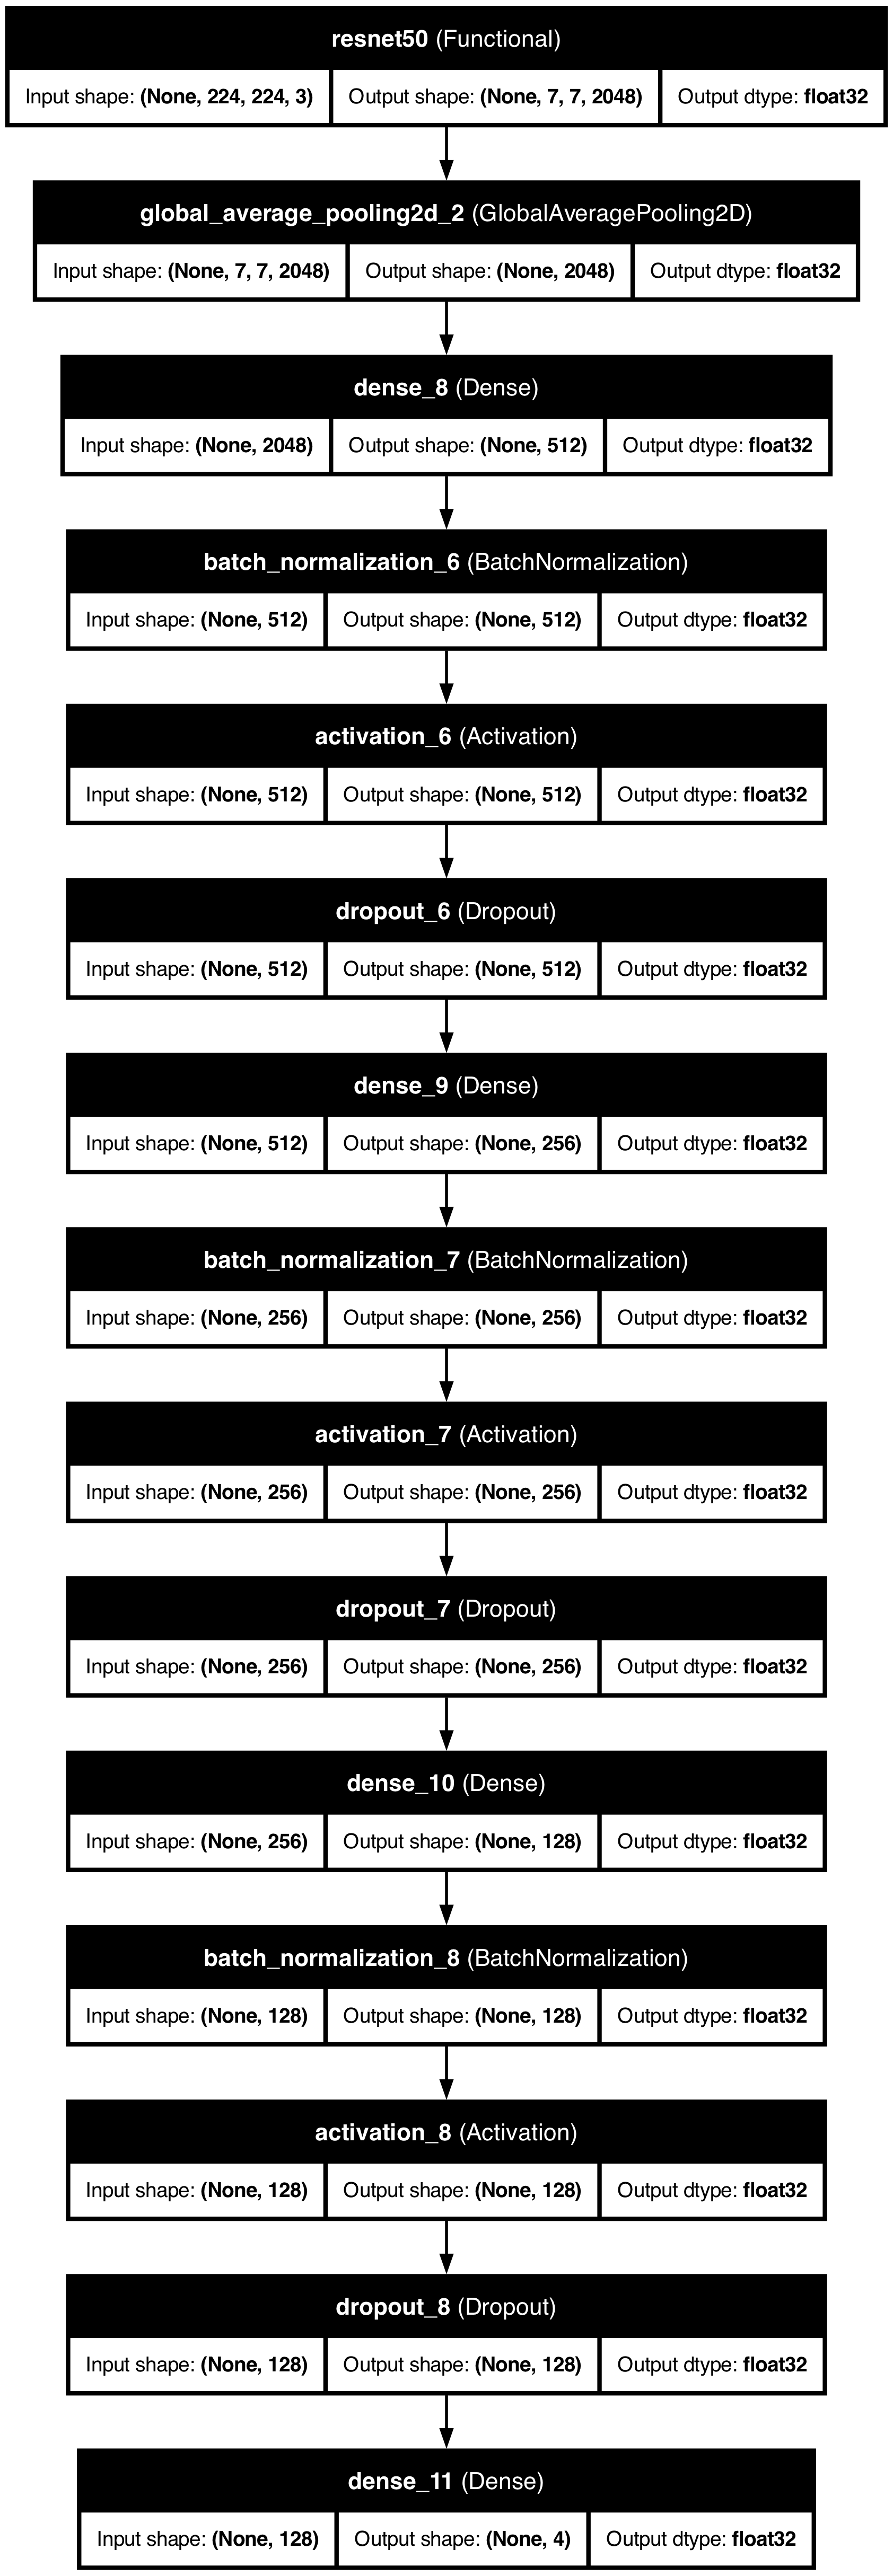 resnet50 (Functional)
Input shape: (None, 224, 224, 3) Output shape: (None, 7, 7, 2048) Output dtype: float32
global_average_pooling2d_2 (GlobalAveragePooling2D)
Input shape: (None, 7, 7, 2048) Output shape: (None, 2048) Output dtype: float32
dense_8 (Dense)
Input shape: (None, 2048) Output shape: (None, 512) Output dtype: float32
batch_normalization_6 (BatchNormalization)
Input shape: (None, 512) Output shape: (None, 512) Output dtype: float32
activation_6 (Activation)
Input shape: (None, 512) Output shape: (None, 512) Output dtype: float32
dropout_6 (Dropout)
Input shape: (None, 512) Output shape: (None, 512) Output dtype: float32
dense_9 (Dense)
Input shape: (None, 512) Output shape: (None, 256) Output dtype: float32
batch_normalization_7 (BatchNormalization)
Input shape: (None, 256) Output shape: (None, 256) Output dtype: float32
activation_7 (Activation)
Input shape: (None, 256) Output shape: (None, 256) Output dtype: float32
dropout_7 (Dropout)
Input shape: (None, 256) Output shape: (None, 256) Output dtype: float32
dense_10 (Dense)
Input shape: (None, 256) Output shape: (None, 128) Output dtype: float32
batch_normalization_8 (BatchNormalization)
Input shape: (None, 128) Output shape: (None, 128) Output dtype: float32
activation_8 (Activation)
Input shape: (None, 128) Output shape: (None, 128) Output dtype: float32
dropout_8 (Dropout)
Input shape: (None, 128) Output shape: (None, 128) Output dtype: float32
dense_11 (Dense)
Input shape: (None, 128) Output shape: (None, 4) Output dtype: float32